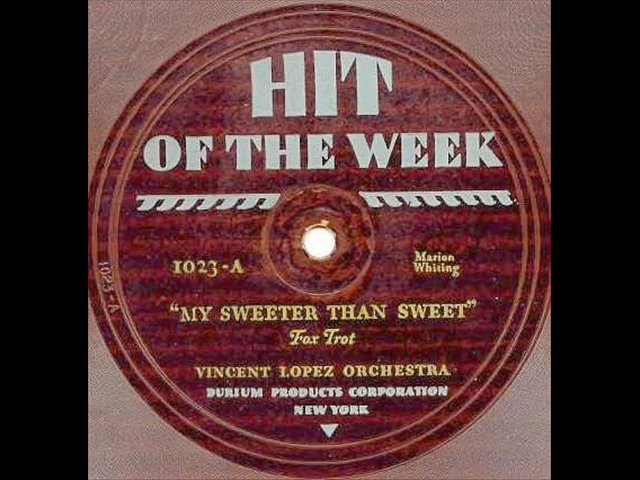 HIT
OF THE WEEK
1023-A
Marion
Whiting
1023-A
"MY SWEETER THAN SWEET"
Fox Trot
VINCENT LOPEZ ORCHESTRA
DURIUM PRODUCTS CORPORATION
NEW YORK